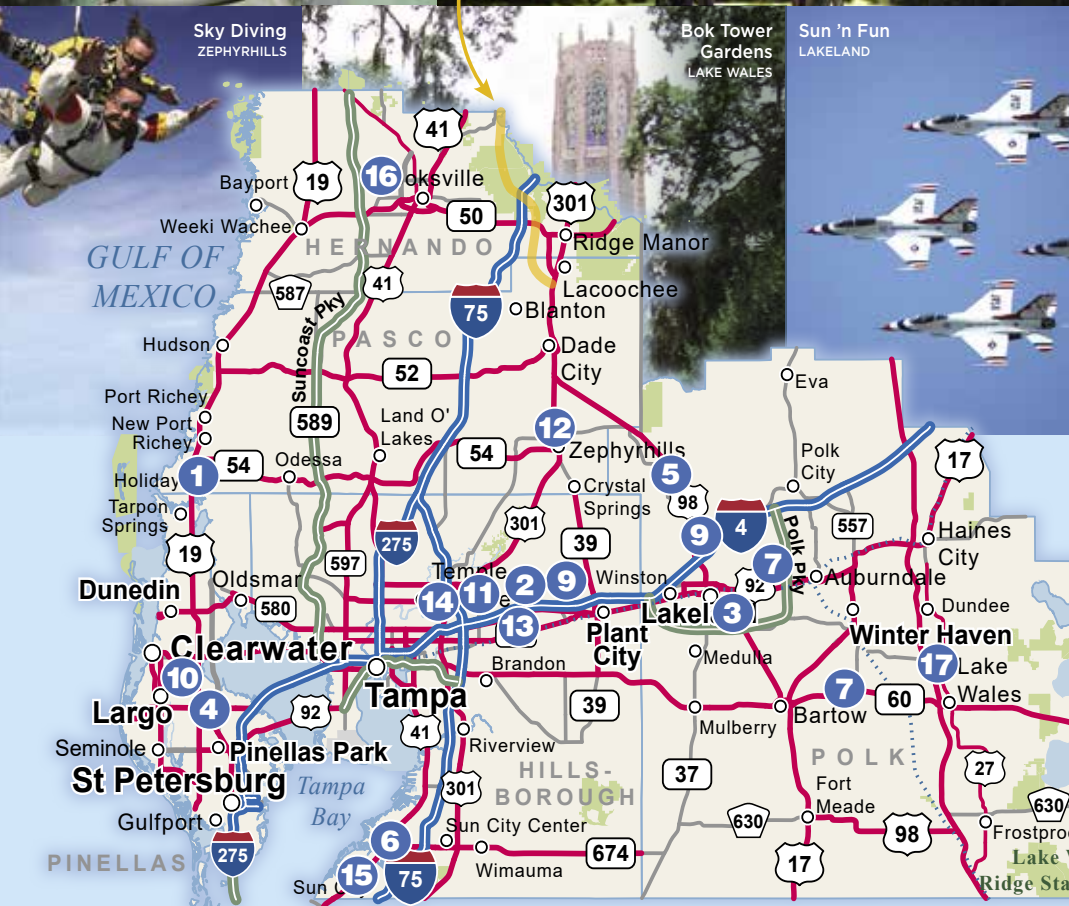 Sky Diving
ZEPHYRHILLS
Bok Tower
Gardens
LAKE WALES
Sun 'n Fun
LAKELAND
41
19
16
oksville
Bayport
301
50
Weeki Wachee
Ridge Manor
HERNANDO
GULF OF
MEXICO
587
41
Lacoochee
75
Blanton
Suncoast Pky
PASCO
Hudson
Dade
City
52
Eva
Port Richey
New Port
Richey
589
Land O'
Lakes
12
Zephyrhills
54
Polk
City
17
Holiday
1
54
Odessa
5
Crystal
Springs
98
Tarpon
Springs
301
4
Polk Pky
557
275
39
9
Haines
City
19
597
Temple
e
Winston
7
92
Auburndale
14
11
2
9
Dunedin
Oldsmar
580
13
Lakel
3
Dundee
Plant
City
Winter Haven
Clearwater
Brandon
Medulla
17
Lake
Wales
10
Tampa
7
60
Largo
4
92
39
Mulberry
Bartow
41
Seminole
Pinellas Park
Riverview
POLK
St Petersburg
Tampa
Bay
HILLS-
BOROUGH
37
27
301
Fort
Meade
630
630
Gulfport
Sun City Center
98
Frostpro
6
275
PINELLAS
674
17
Wimauma
Lake
Ridge Sta
Sun
15
75